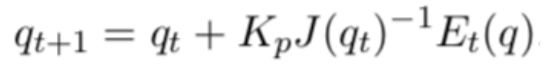 q_{t+1} = q_t + K_p J(q_t)^{-1} E_t(q)